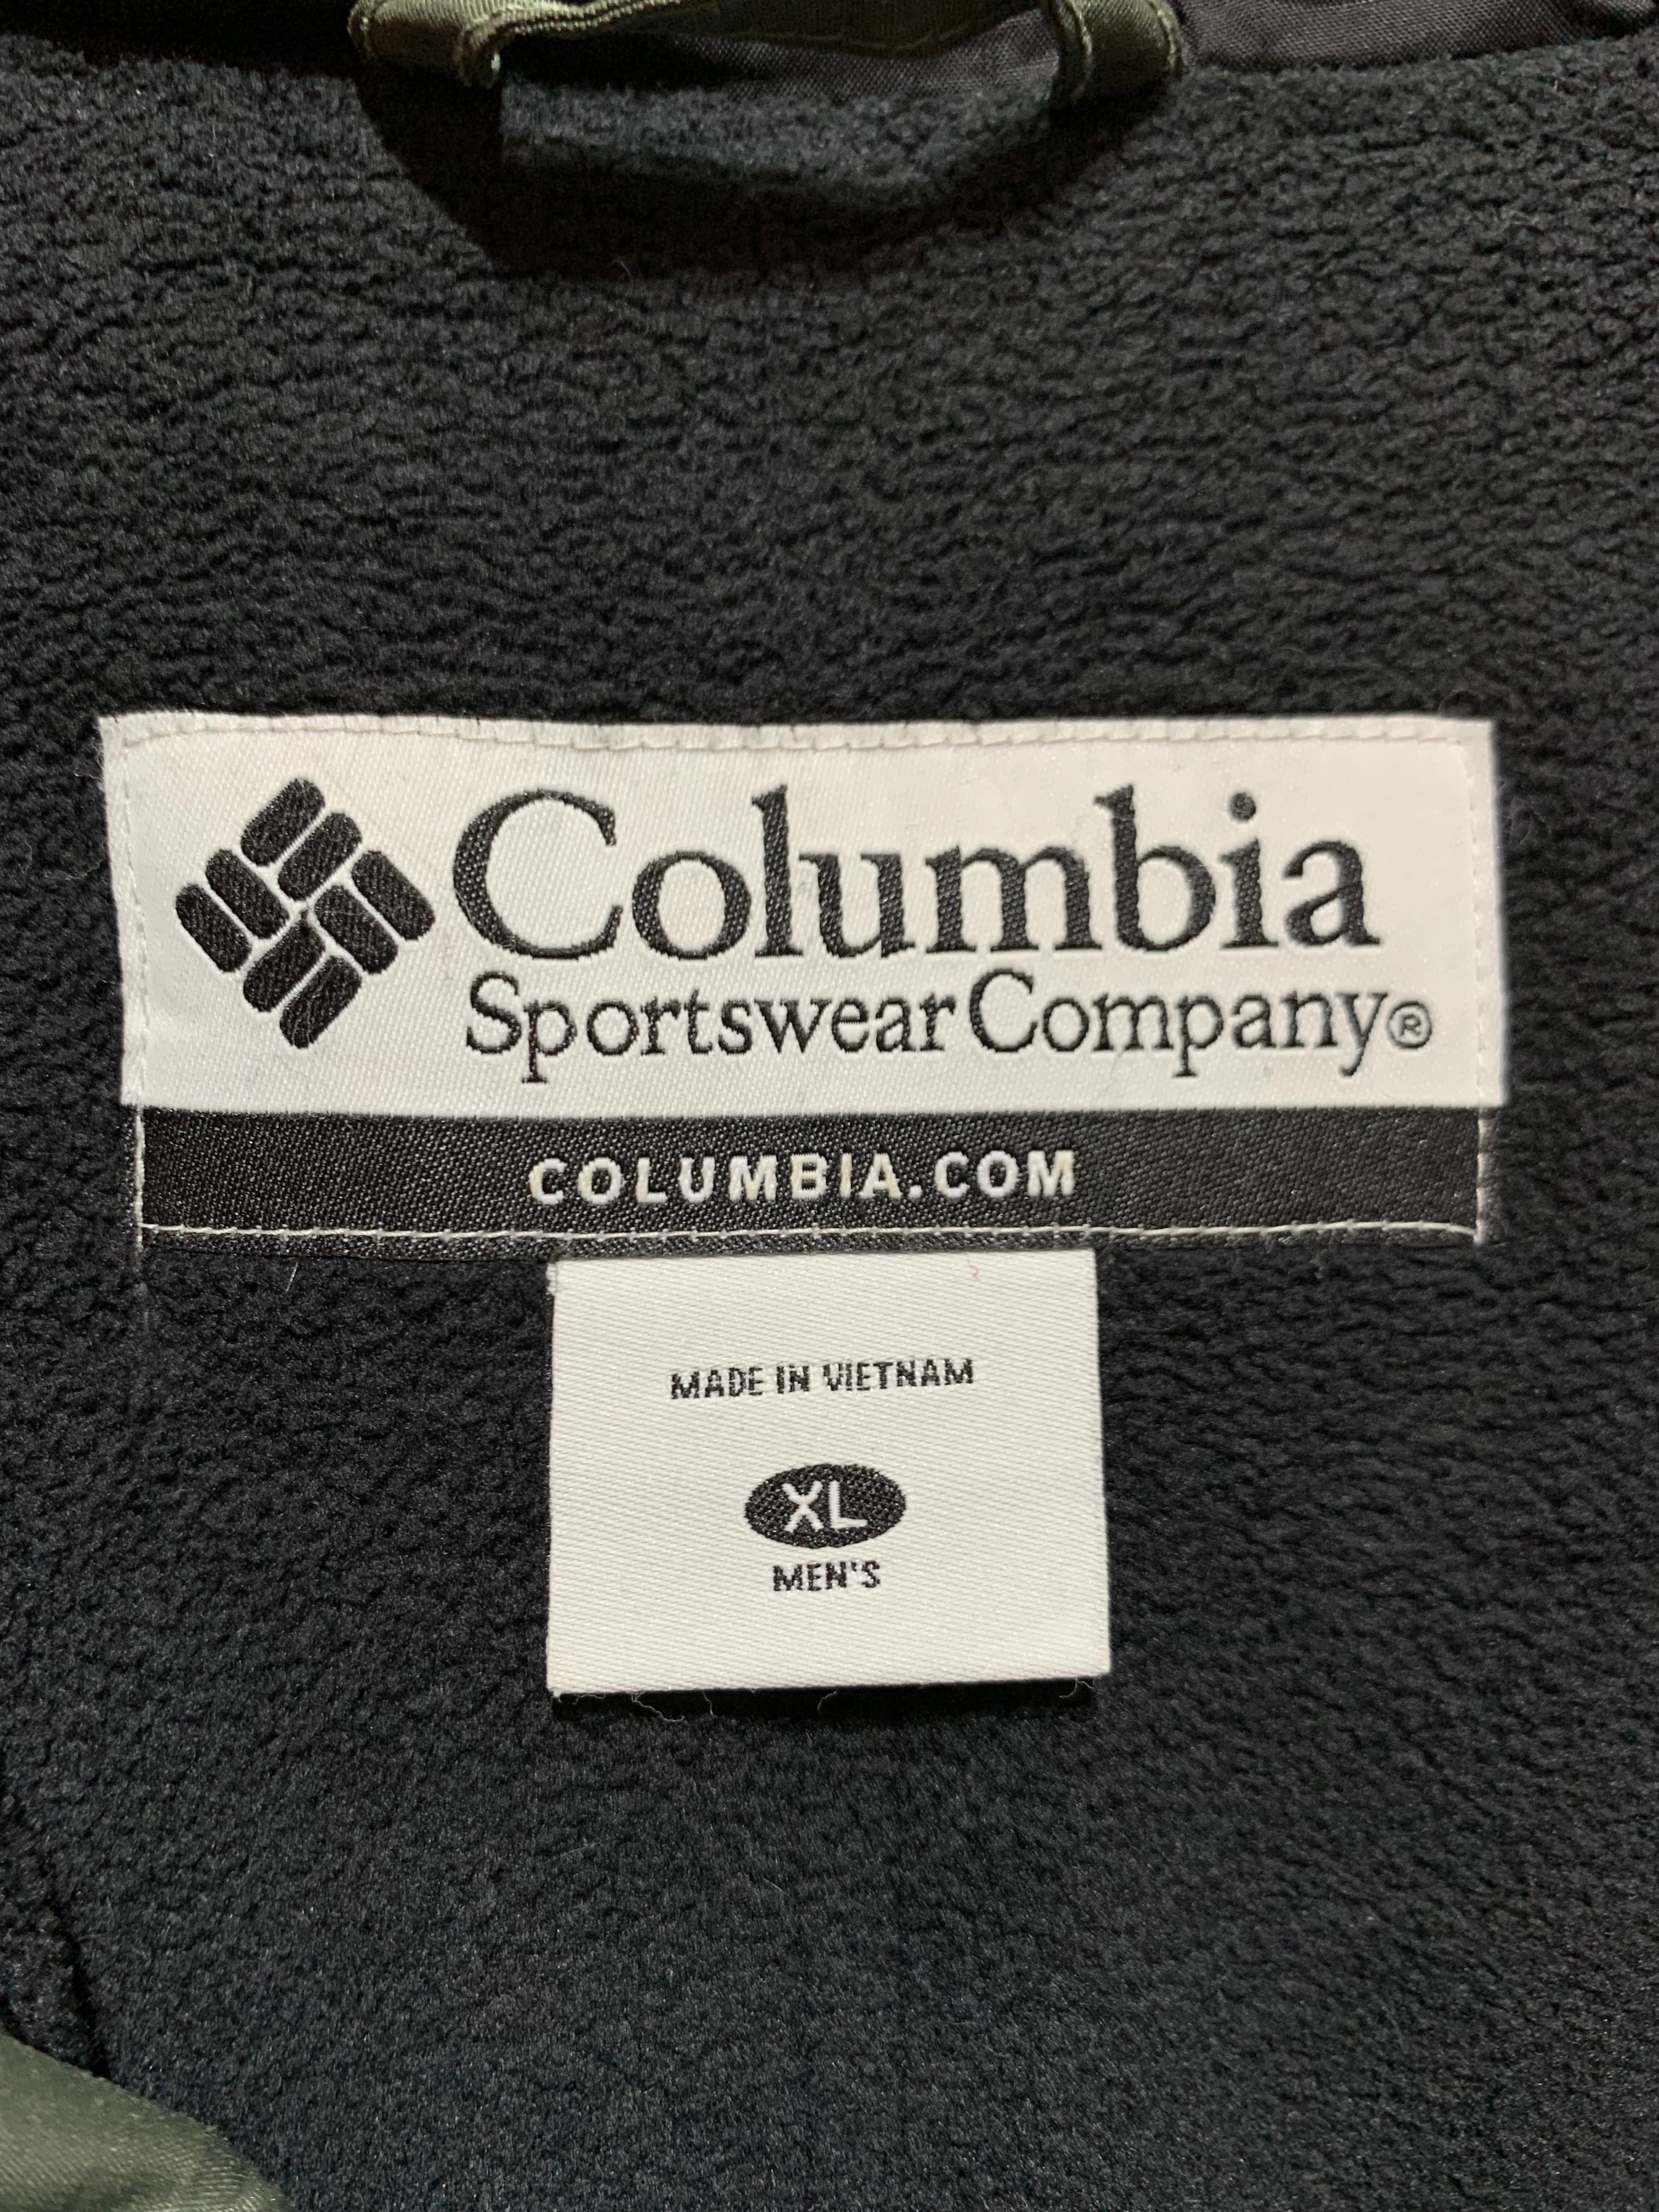 Columbia
Sportswear Company®
COLUMBIA.COM
MADE IN VIETNAM
XL
MEN'S